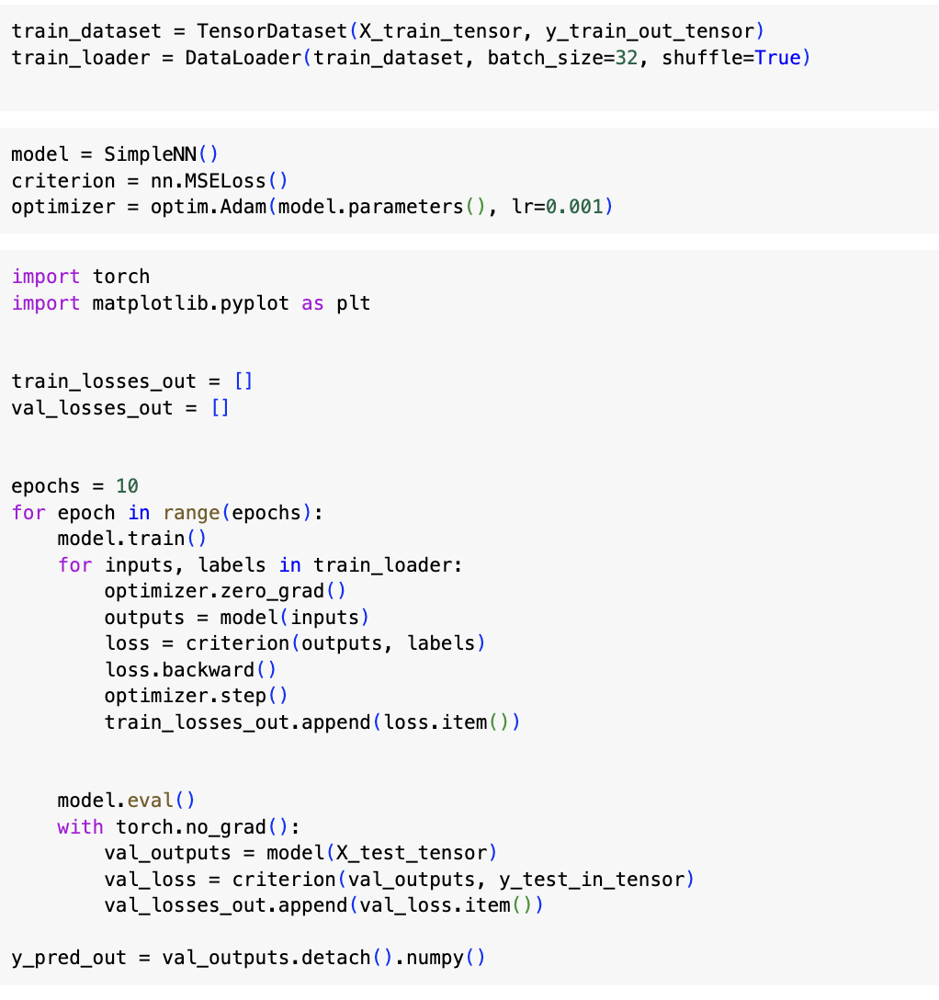 train_dataset = TensorDataset(X_train_tensor, y_train_out_tensor)
train_loader = DataLoader(train_dataset, batch_size=32, shuffle=True)
model = SimpleNN()
criterion = nn.MSELoss()
optimizer = optim.Adam(model.parameters(), lr=0.001)
import torch
import matplotlib.pyplot as plt
train_losses_out = []
val_losses_out = []
epochs = 10
for epoch in range(epochs):
    model.train()
    for inputs, labels in train_loader:
        optimizer.zero_grad()
        outputs = model(inputs)
        loss = criterion(outputs, labels)
        loss.backward()
        optimizer.step()
        train_losses_out.append(loss.item())
    model.eval()
    with torch.no_grad():
        val_outputs = model(X_test_tensor)
        val_loss = criterion(val_outputs, y_test_in_tensor)
        val_losses_out.append(val_loss.item())
y_pred_out = val_outputs.detach().numpy()